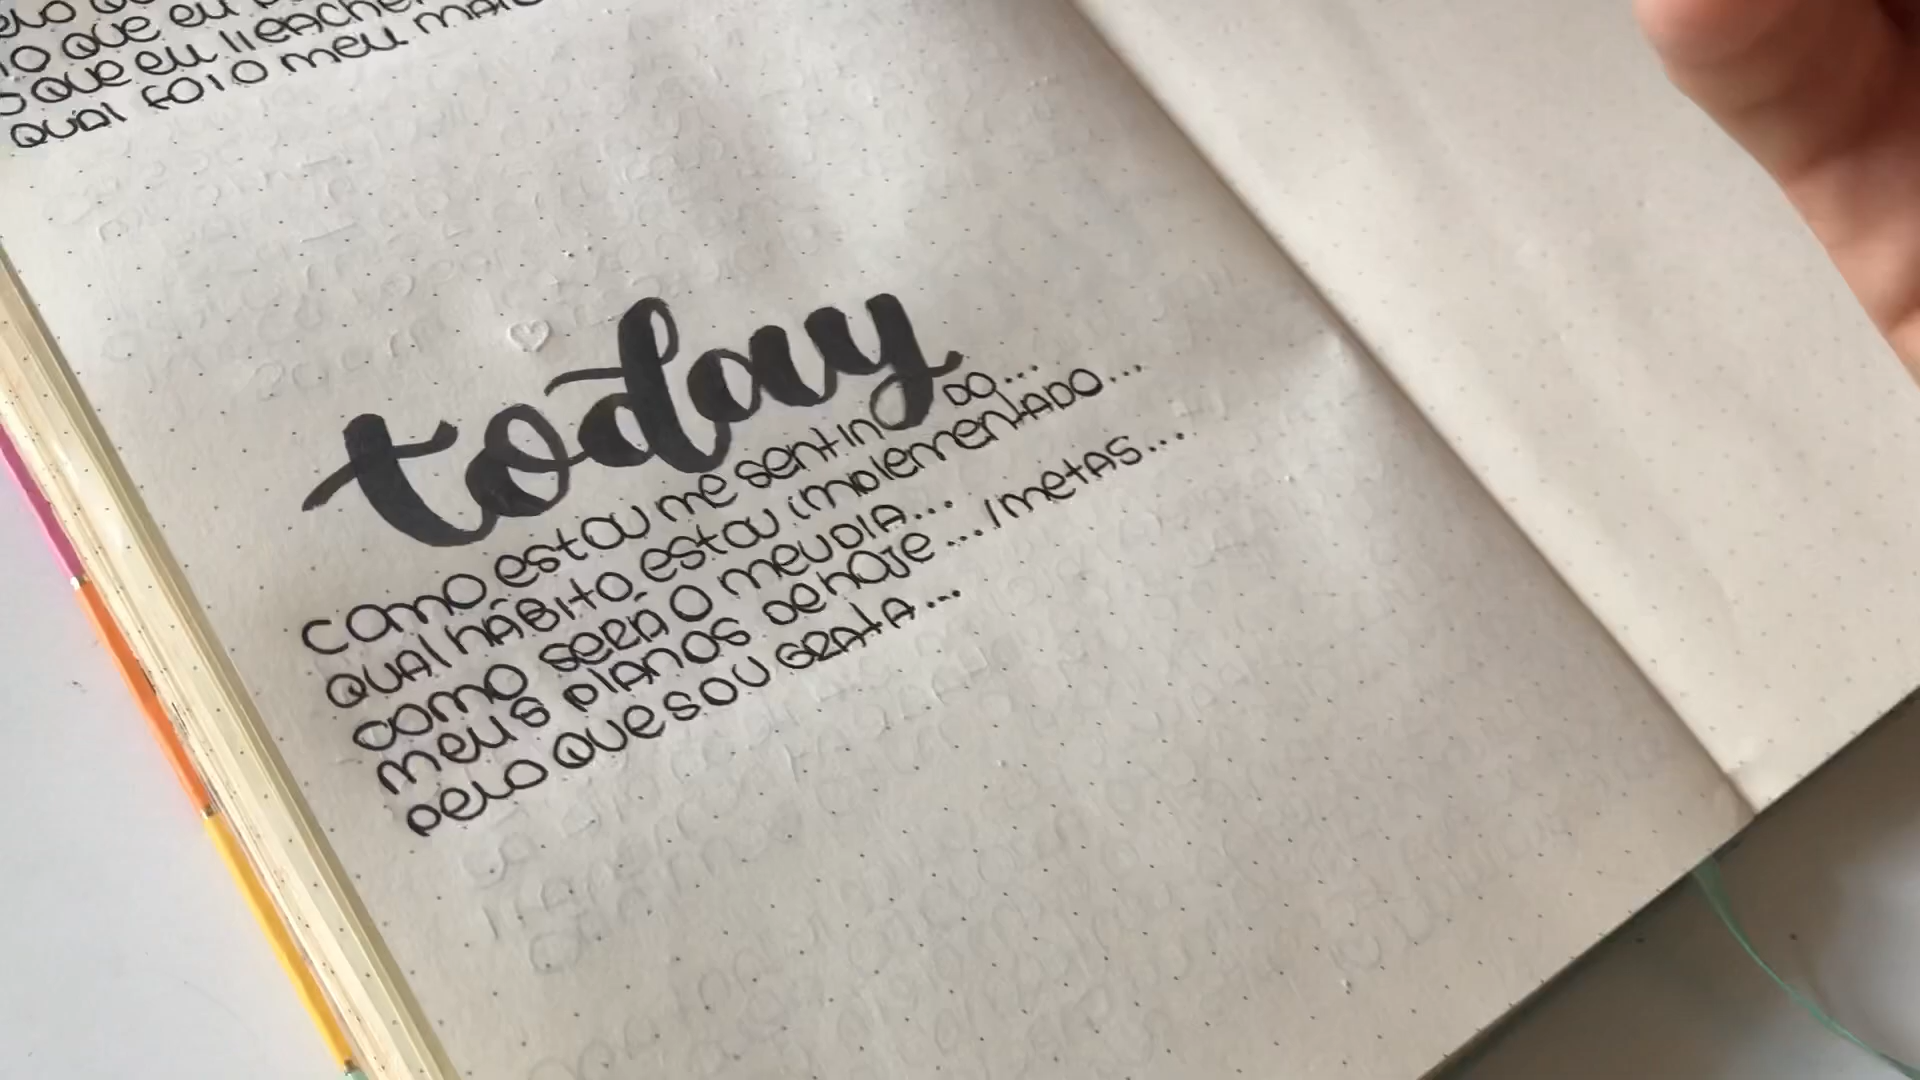 QUE EU
QUE EU
QUAL FOI O MEU
today
COMO ESTOU ME SENTINDO...
QUAL HÁBITO ESTOU IMPLEMENTADO...
COMO SERÁ O MEU DIA...
MEUS PLANOS DE HOJE.../METAS...
PELO QUE SOU GRATA...